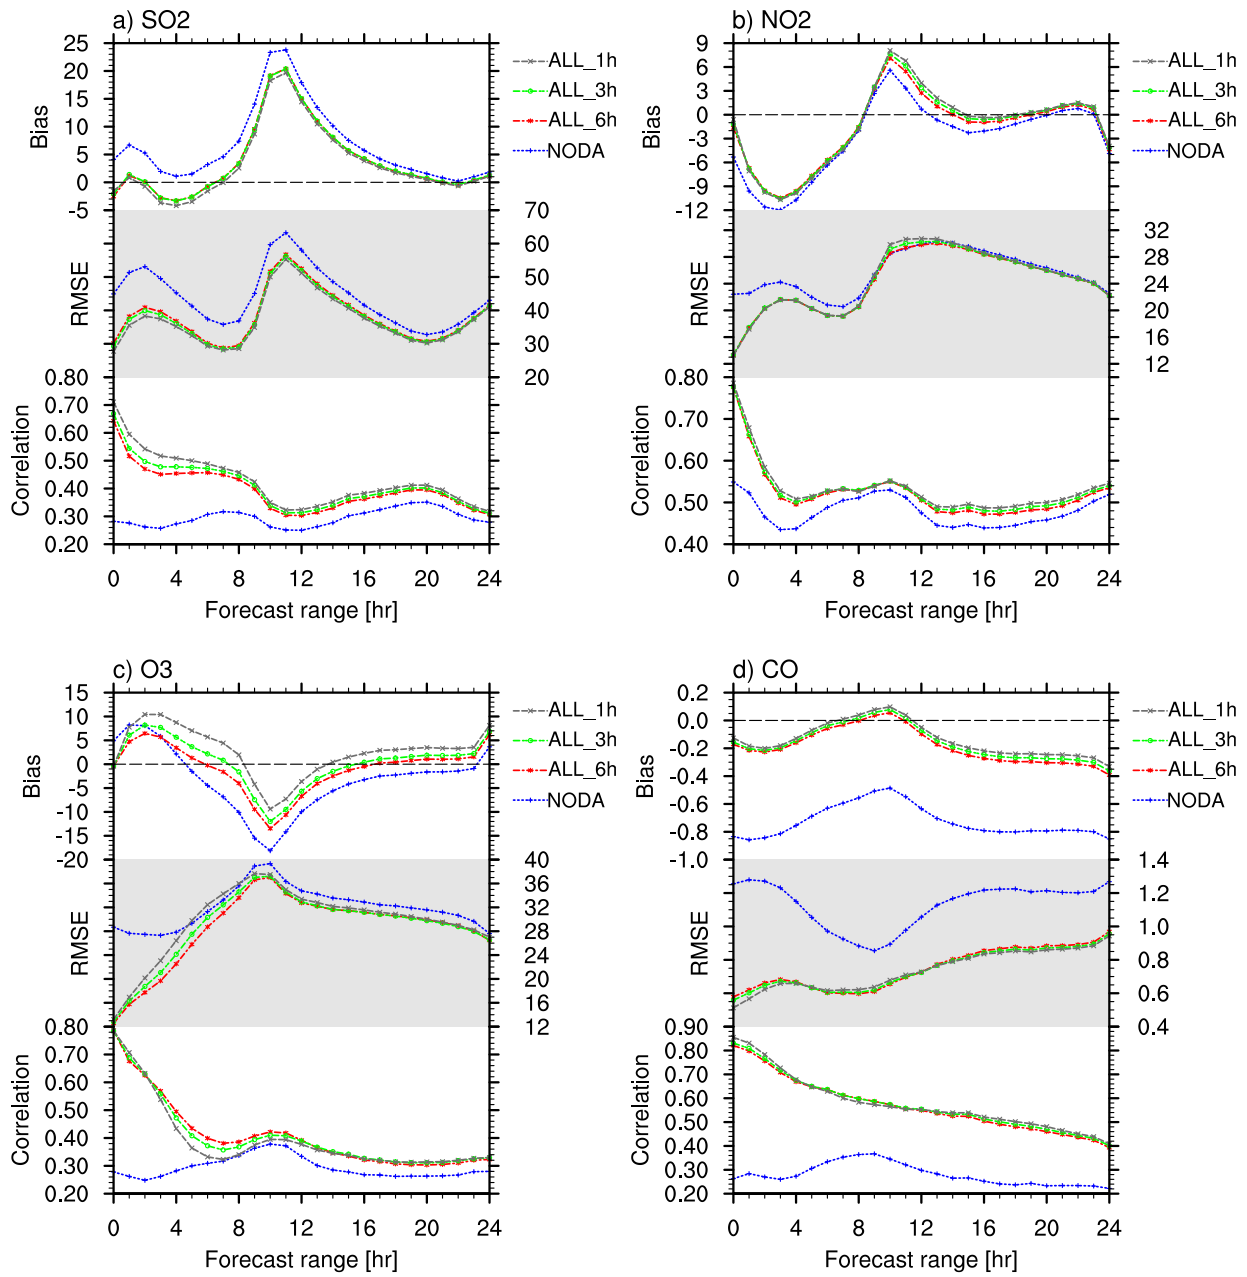 a) SO2
25
20
15
10
5
0
-5
Bias
ALL_1h
ALL_3h
ALL_6h
NODA
70
60
50
40
30
20
RMSE
0.80
0.70
0.60
0.50
0.40
0.30
0.20
Correlation
0 4 8 12 16 20 24
Forecast range [hr]
b) NO2
9
6
3
0
-3
-6
-9
-12
Bias
ALL_1h
ALL_3h
ALL_6h
NODA
32
28
24
20
16
12
RMSE
0.80
0.70
0.60
0.50
0.40
Correlation
0 4 8 12 16 20 24
Forecast range [hr]
c) O3
15
10
5
0
-5
-10
-15
-20
Bias
ALL_1h
ALL_3h
ALL_6h
NODA
40
36
32
28
24
20
16
12
RMSE
0.80
0.70
0.60
0.50
0.40
0.30
0.20
Correlation
0 4 8 12 16 20 24
Forecast range [hr]
d) CO
0.2
0.0
-0.2
-0.4
-0.6
-0.8
-1.0
Bias
ALL_1h
ALL_3h
ALL_6h
NODA
1.4
1.2
1.0
0.8
0.6
0.4
RMSE
0.90
0.80
0.70
0.60
0.50
0.40
0.30
0.20
Correlation
0 4 8 12 16 20 24
Forecast range [hr]